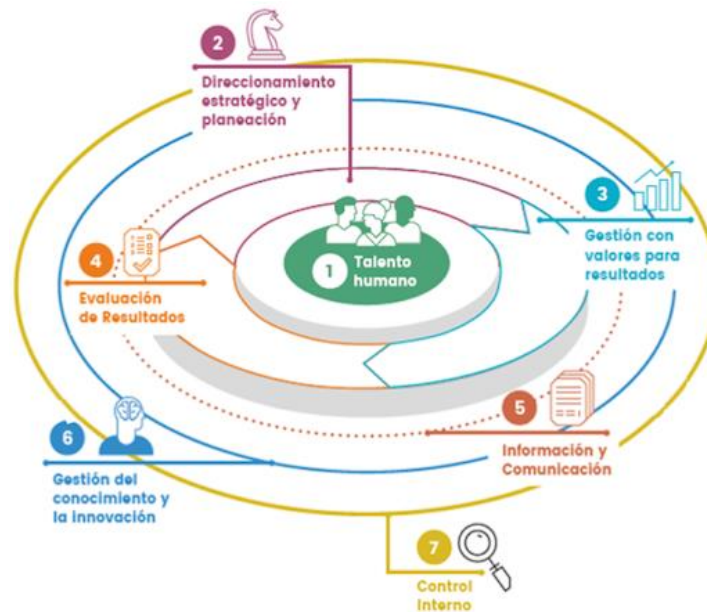 2
Direccionamiento
estratégico y
planeación
3
Gestión con
valores para
resultados
1
Talento
humano
4
Evaluación
de Resultados
5
Información y
Comunicación
6
Gestión del
conocimiento y
la innovación
7
Control
Interno